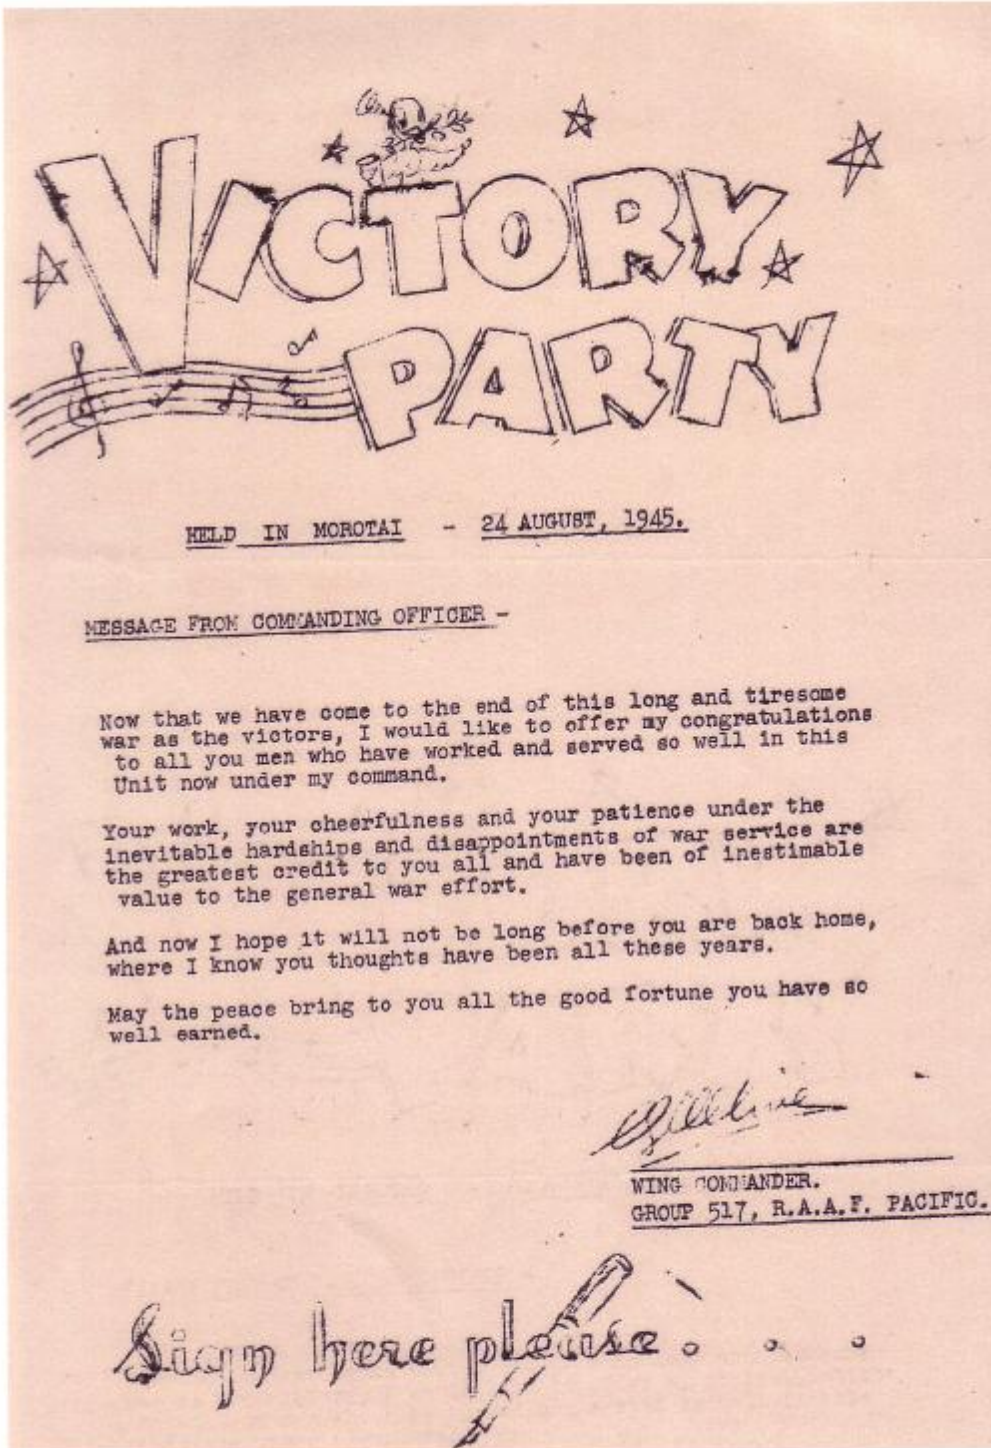 VICTORY
PARTY
HELD IN MOROTAI - 24 AUGUST, 1945.
MESSAGE FROM COMMANDING OFFICER -
Now that we have come to the end of this long and tiresome
war as the victors, I would like to offer my congratulations
to all you men who have worked and served so well in this
Unit now under my command.
Your work, your cheerfulness and your patience under the
inevitable hardships and disappointments of war service are
the greatest credit to you all and have been of inestimable
value to the general war effort.
And now I hope it will not be long before you are back home,
where I know you thoughts have been all these years.
May the peace bring to you all the good fortune you have so
well earned.
WING COMMANDER.
GROUP 517, R.A.A.F. PACIFIC.
Sign here please . . .